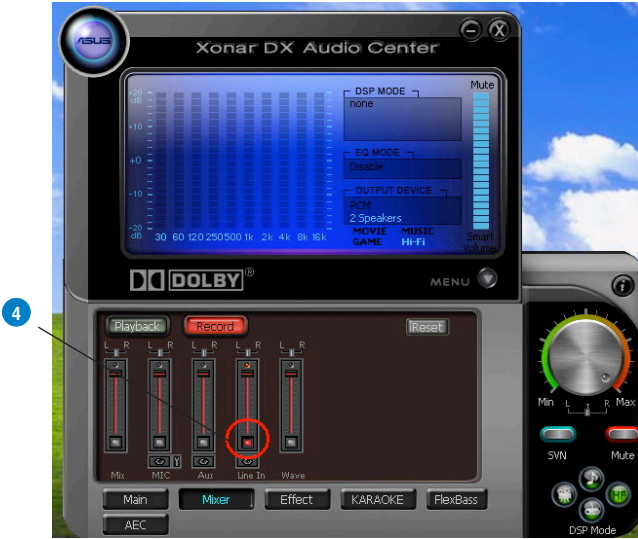 ASUS
Xonar DX Audio Center
+20
dB
+10
+0
-10
-20
dB
30 60 120 250 500 1k 2k 4k 8k 16k
DSP MODE
none
EQ MODE
Disable
OUTPUT DEVICE
PCM
2 Speakers
MOVIE MUSIC
GAME Hi-Fi
Mute
Smart
Volume
DOLBY®
MENU
i
4
Playback Record Reset
L R L R L R L R L R
Mix MIC Aux Line In Wave
Main Mixer Effect KARAOKE FlexBass
AEC
Min L R Max
SVN Mute
HF
DSP Mode